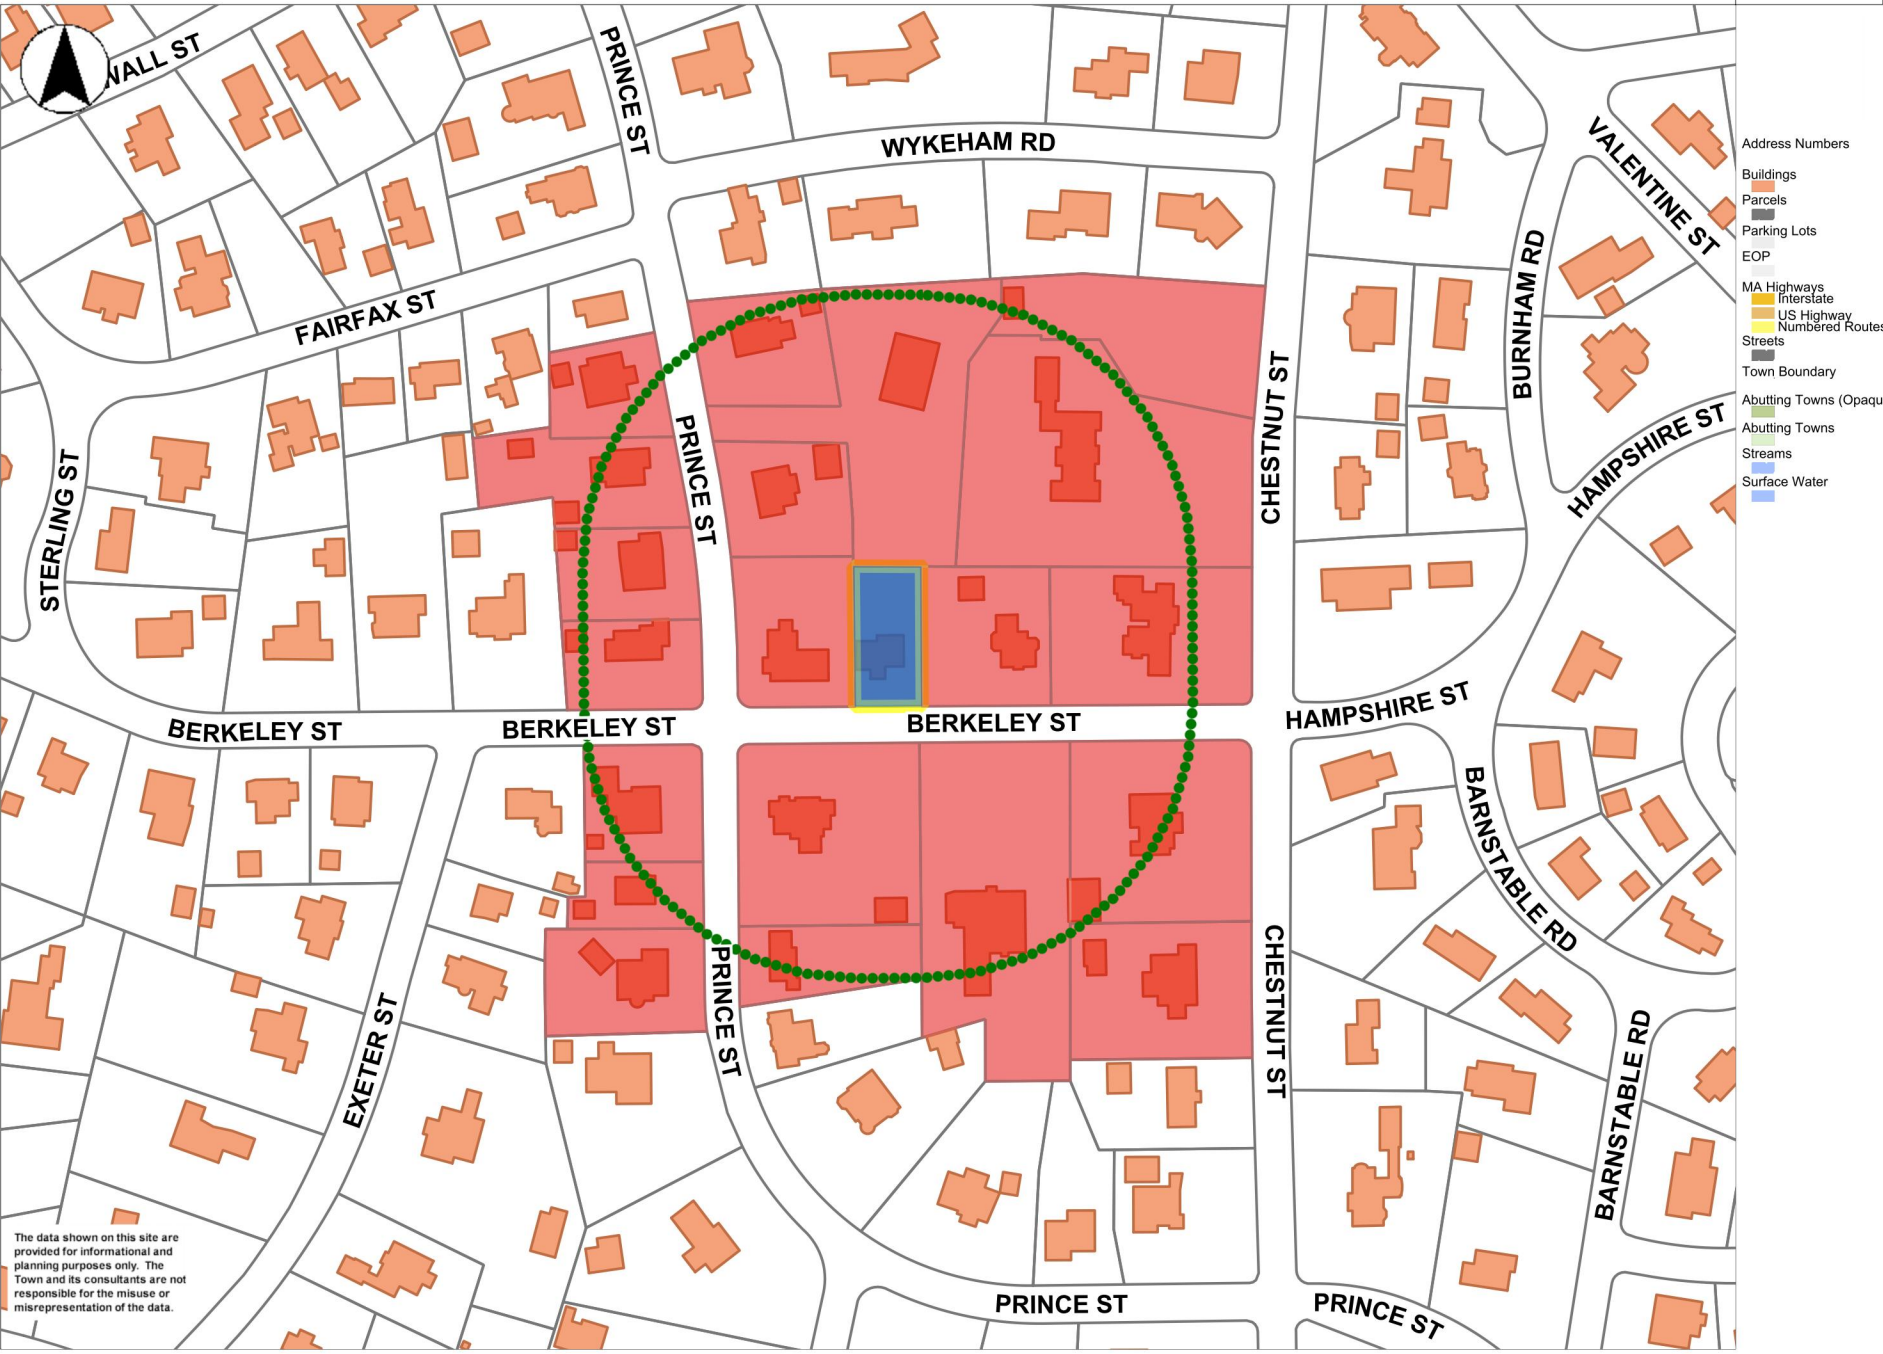 WALL ST
PRINCE ST
WYKEHAM RD
VALENTINE ST
FAIRFAX ST
BURNHAM RD
CHESTNUT ST
HAMPSHIRE ST
PRINCE ST
STERLING ST
BERKELEY ST
BERKELEY ST
BERKELEY ST
HAMPSHIRE ST
BARNSTABLE RD
PRINCE ST
CHESTNUT ST
EXETER ST
BARNSTABLE RD
PRINCE ST
PRINCE ST
The data shown on this site are
provided for informational and
planning purposes only. The
Town and its consultants are not
responsible for the misuse or
misrepresentation of the data.
Address Numbers
Buildings
Parcels
Parking Lots
EOP
MA Highways
Interstate
US Highway
Numbered Routes
Streets
Town Boundary
Abutting Towns (Opaqu
Abutting Towns
Streams
Surface Water